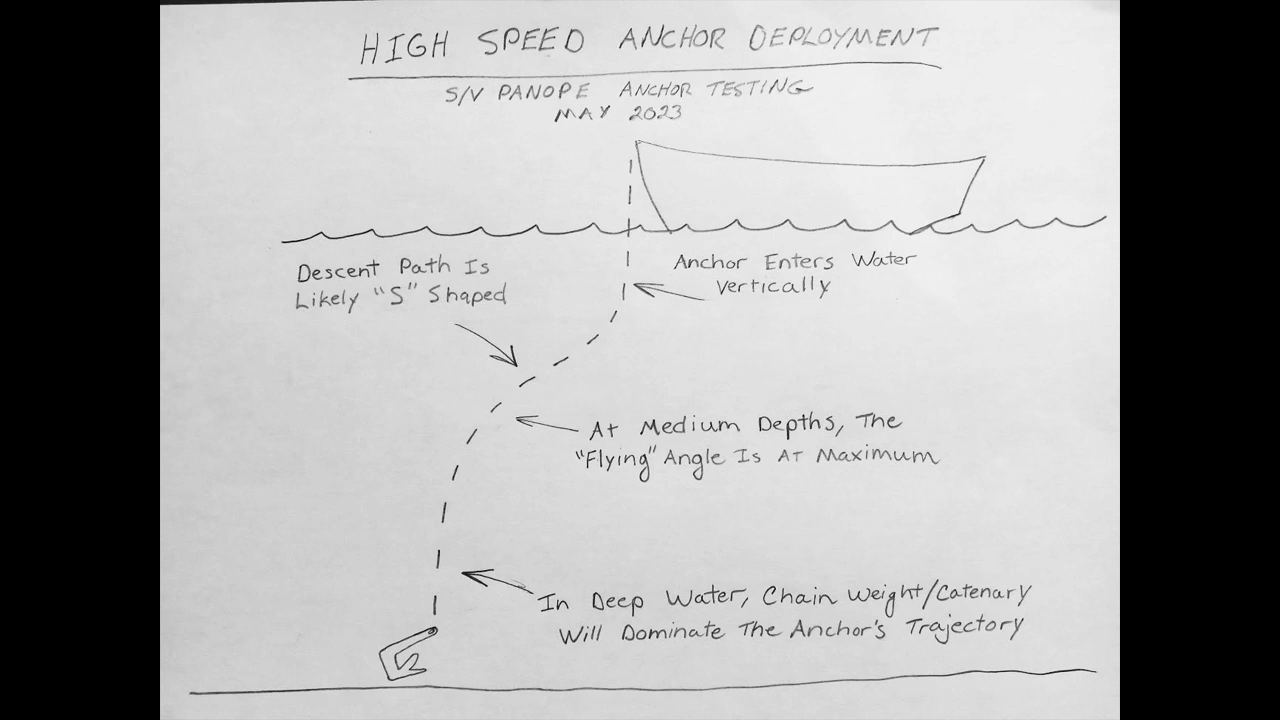 HIGH SPEED ANCHOR DEPLOYMENT
S/V PANOPE ANCHOR TESTING
MAY 2023
Descent Path Is
Likely "S" Shaped
Anchor Enters Water
Vertically
At Medium Depths, The
"Flying" Angle Is At Maximum
In Deep Water, Chain Weight/Catenary
Will Dominate The Anchor's Trajectory